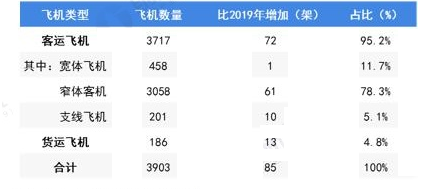 飞机类型 飞机数量 比2019年增加（架） 占比（%）
客运飞机 3717 72 95.2%
其中：宽体飞机 458 1 11.7%
窄体客机 3058 61 78.3%
支线飞机 201 10 5.1%
货运飞机 186 13 4.8%
合计 3903 85 100%